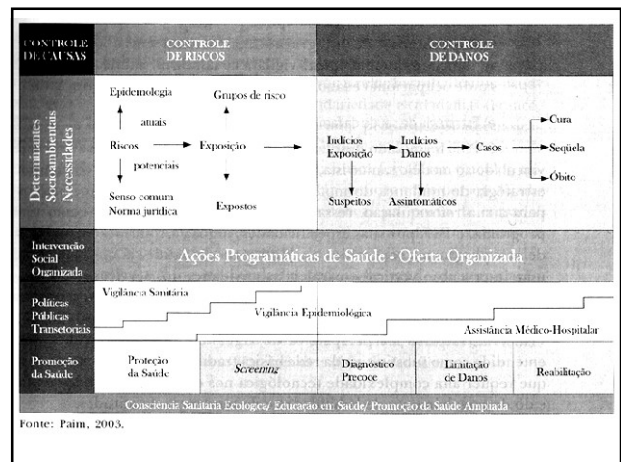 CONTROLE
DE CAUSAS
CONTROLE
DE RISCOS
CONTROLE
DE DANOS
Determinantes
Socioambientais
Necessidades
Epidemologia
Grupos de risco
atuais
Riscos
Exposição
potenciais
Senso comum
Norma jurídica
Expostos
Indícios
Exposição
Indícios
Danos
Casos
Cura
Seqüela
Óbito
Suspeitos
Assintomáticos
Intervenção
Social
Organizada
Ações Programáticas de Saúde - Oferta Organizada
Políticas
Públicas
Transetoriais
Vigilância Sanitária
Vigilância Epidemiológica
Assistência Médico-Hospitalar
Promoção
da Saúde
Proteção
da Saúde
Screening
Diagnóstico
Precoce
Limitação
de Danos
Reabilitação
Consciência Sanitária Ecológica/ Educação em Saúde/ Promoção da Saúde Ampliada
Fonte: Paim, 2003.